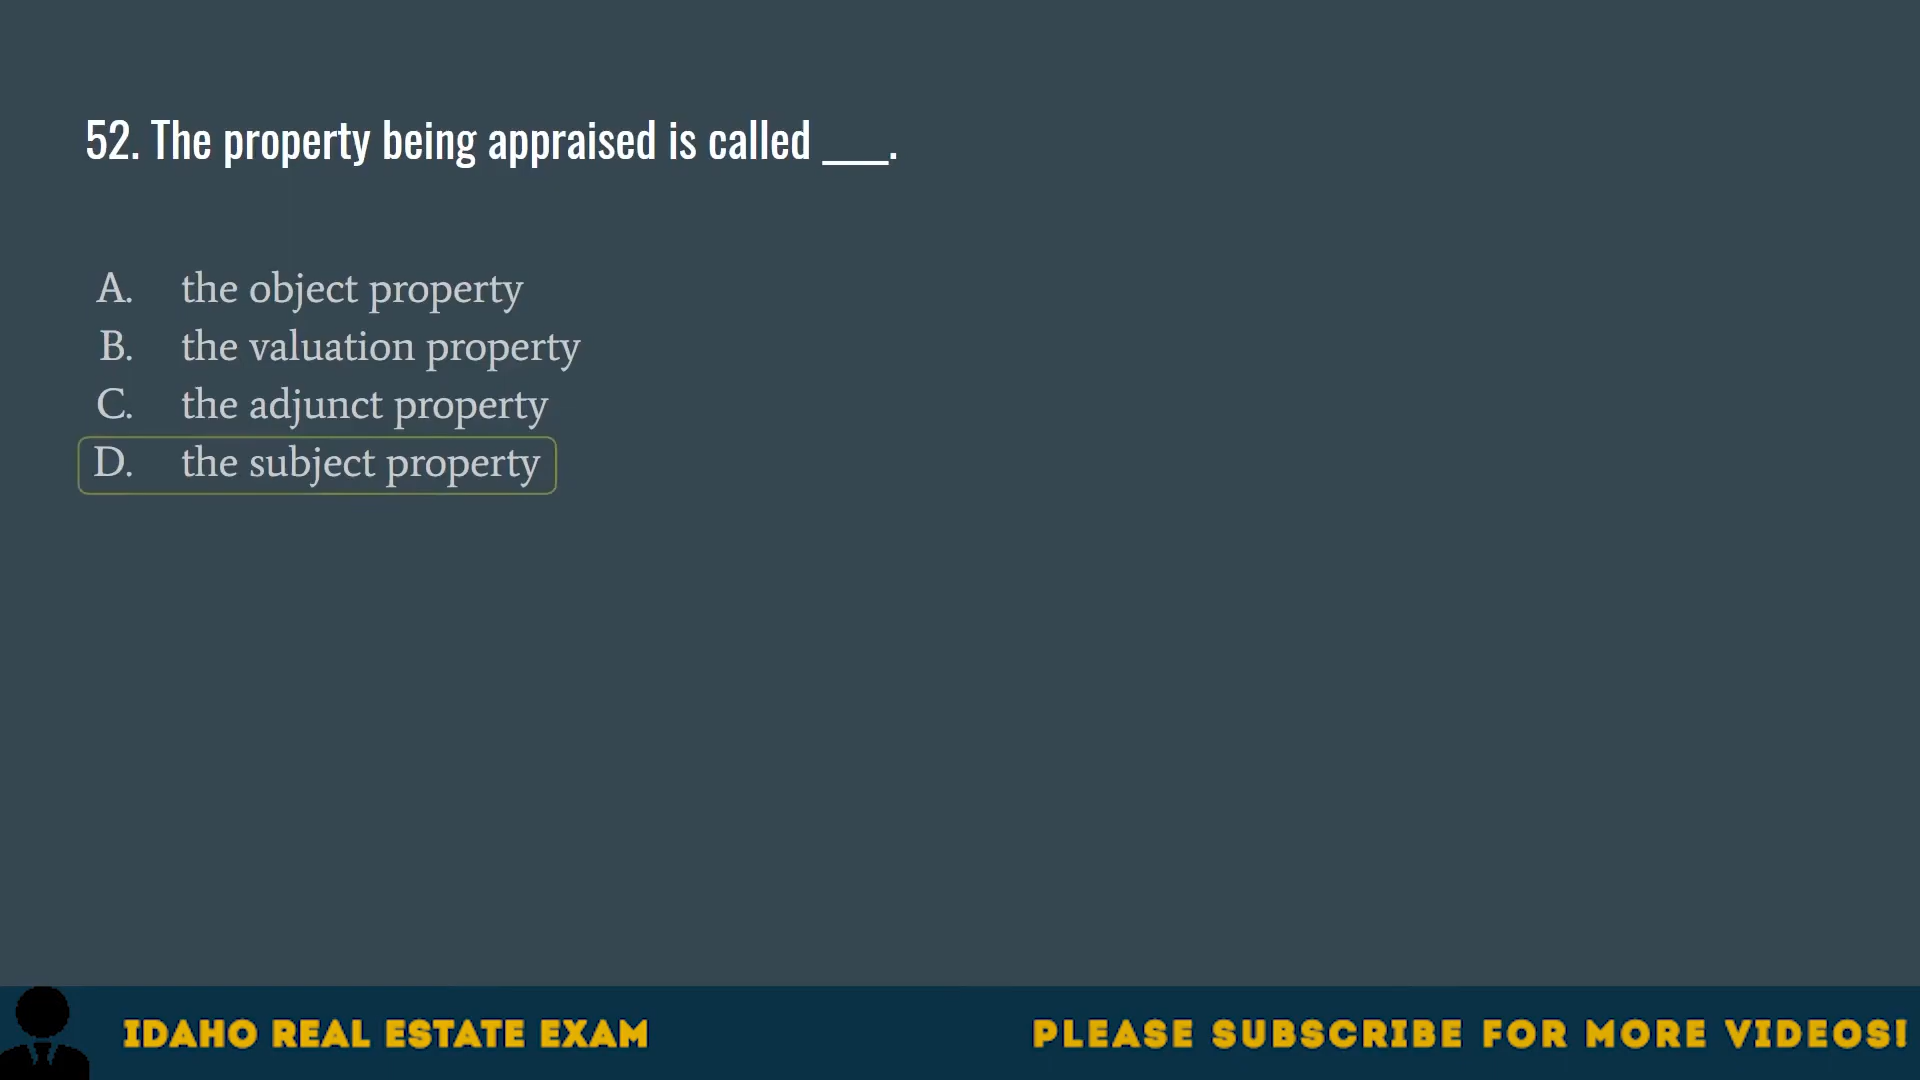 52. The property being appraised is called ____.
A. the object property
B. the valuation property
C. the adjunct property
D. the subject property
IDAHO REAL ESTATE EXAM
PLEASE SUBSCRIBE FOR MORE VIDEOS!